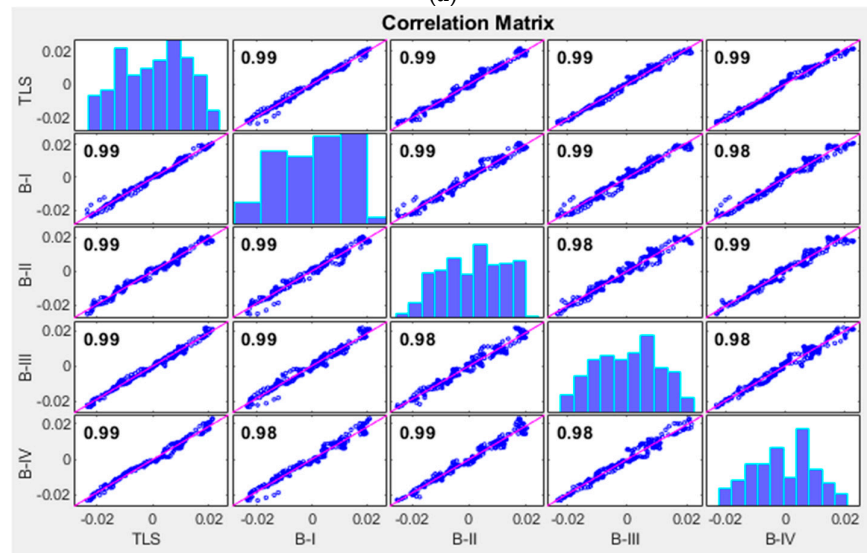 Correlation Matrix
TLS 0.02 0 -0.02 0.99 0.99 0.99 0.99
B-I 0.02 0 -0.02 0.99 0.99 0.99 0.98
B-II 0.02 0 -0.02 0.99 0.99 0.98 0.99
B-III 0.02 0 -0.02 0.99 0.99 0.98 0.98
B-IV 0.02 0 -0.02 0.99 0.98 0.99 0.98
-0.02 0 0.02 -0.02 0 0.02 -0.02 0 0.02 -0.02 0 0.02 -0.02 0 0.02
TLS B-I B-II B-III B-IV